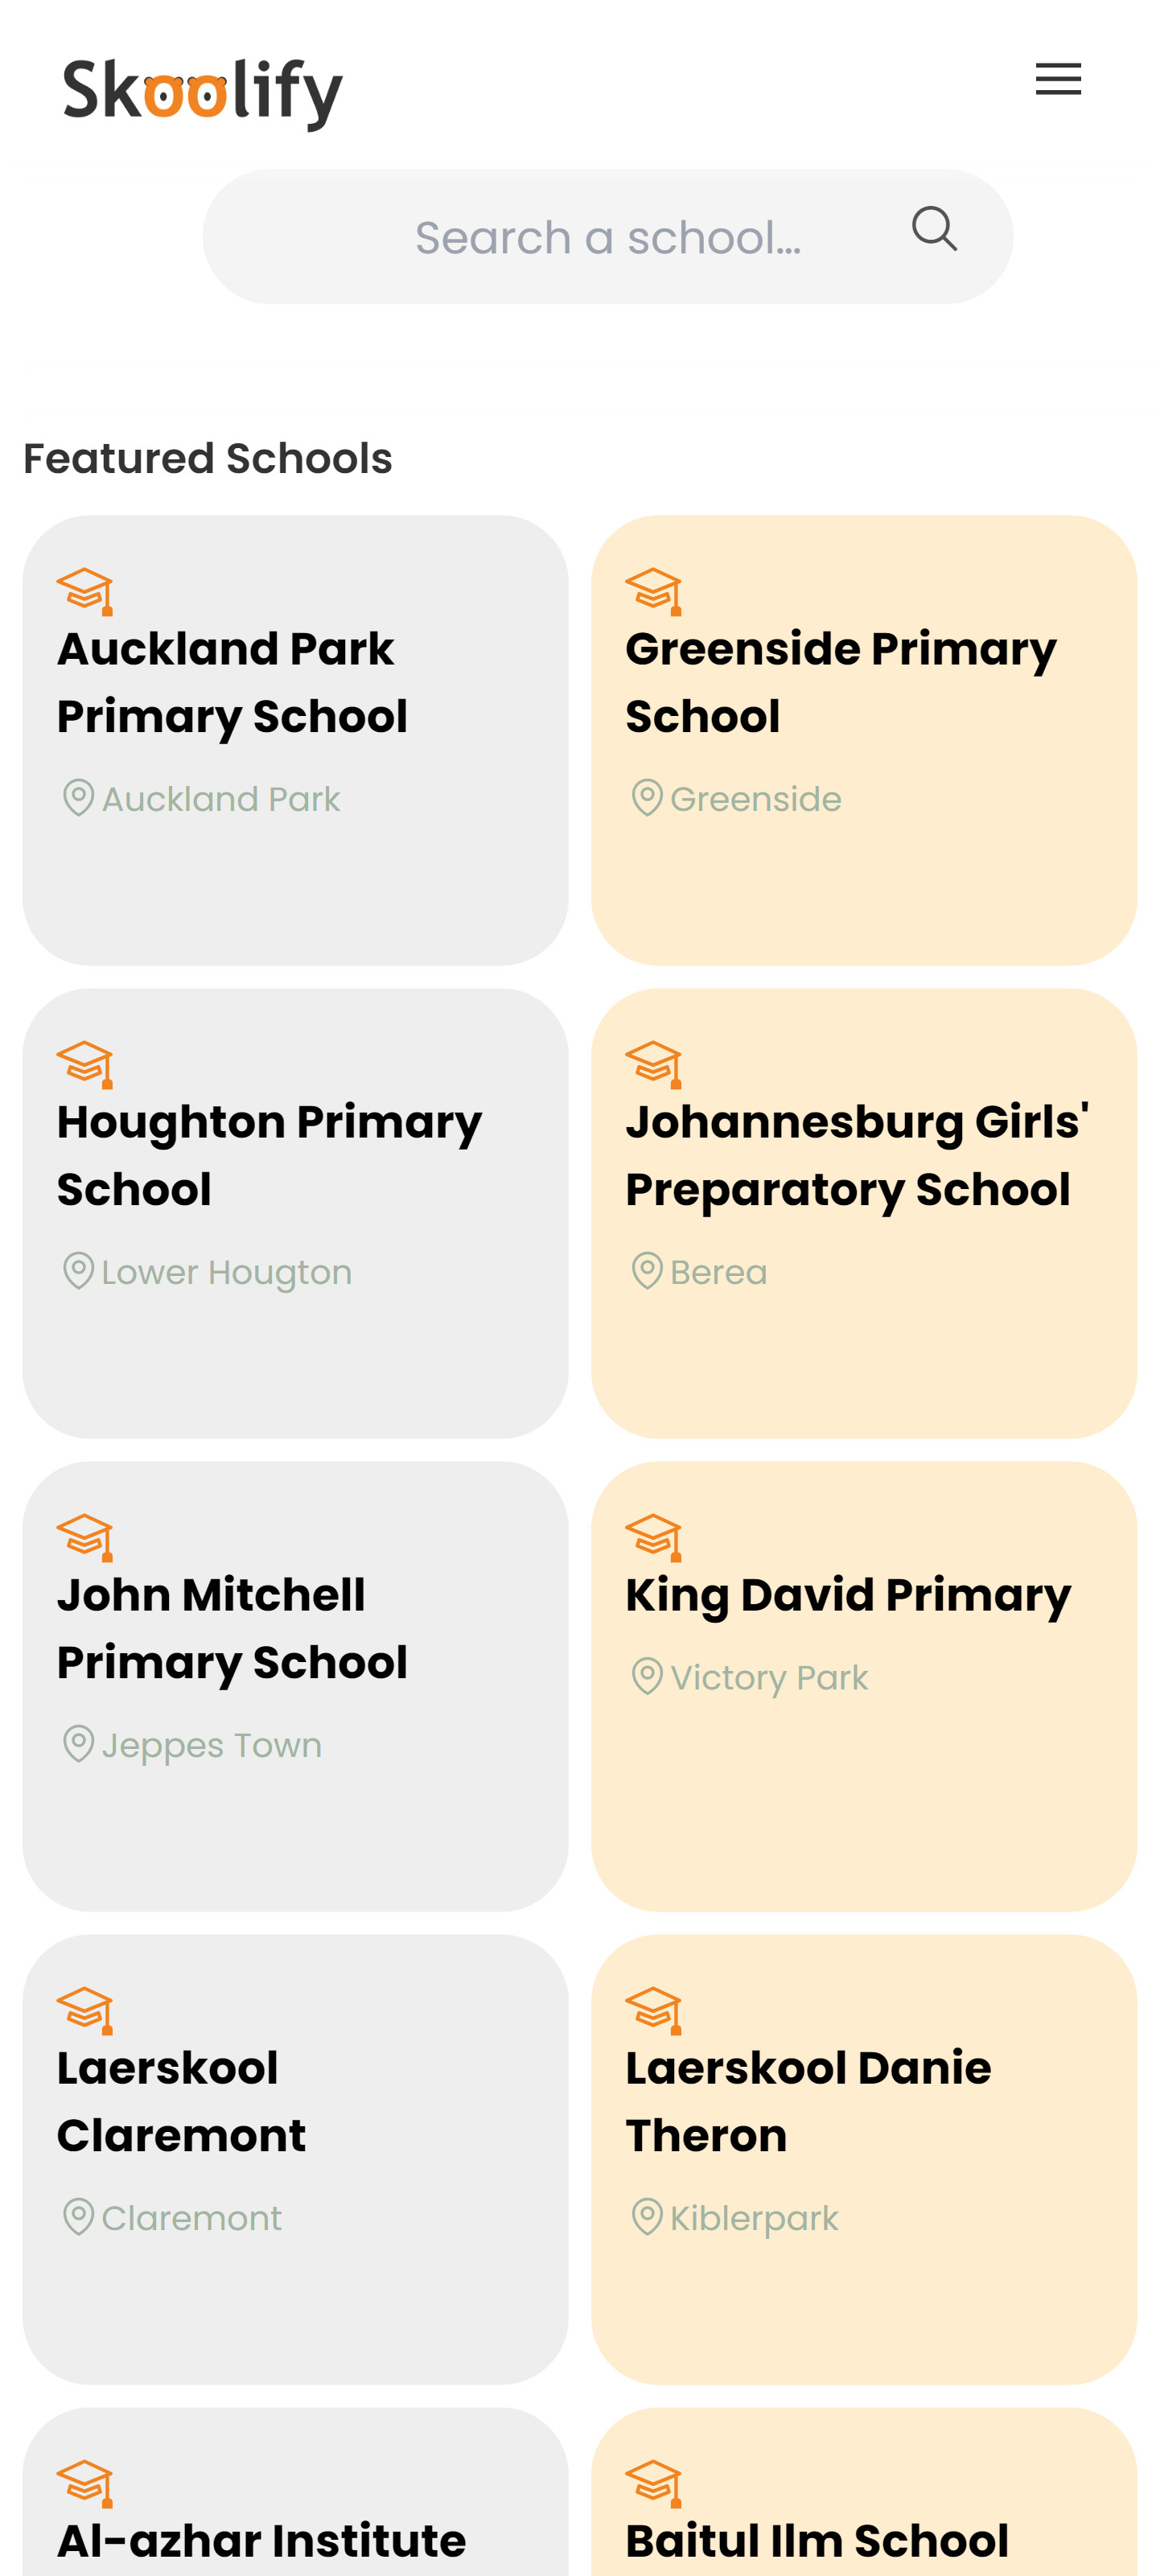 Skoolify
Search a school...
Featured Schools
Auckland Park
Primary School
Auckland Park
Greenside Primary
School
Greenside
Houghton Primary
School
Lower Hougton
Johannesburg Girls'
Preparatory School
Berea
John Mitchell
Primary School
Jeppes Town
King David Primary
Victory Park
Laerskool
Claremont
Claremont
Laerskool Danie
Theron
Kiblerpark
Al-azhar Institute
Baitul Ilm School